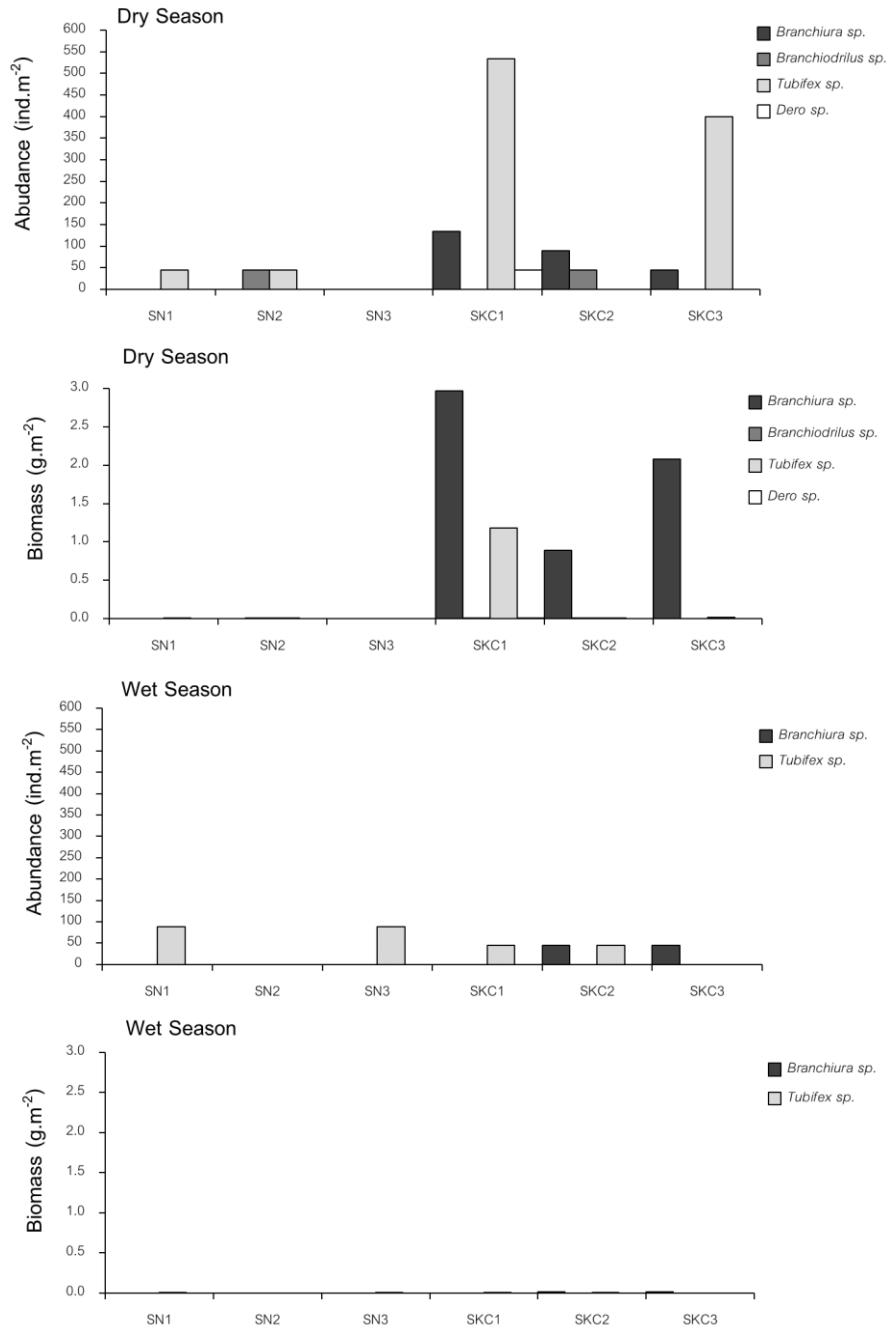 Dry Season
Abudance (ind.m-2)
600
550
500
450
400
350
300
250
200
150
100
50
0
SN1 SN2 SN3 SKC1 SKC2 SKC3
Branchiura sp.
Branchiodrilus sp.
Tubifex sp.
Dero sp.
Dry Season
Biomass (g.m-2)
3.0
2.5
2.0
1.5
1.0
0.5
0.0
SN1 SN2 SN3 SKC1 SKC2 SKC3
Branchiura sp.
Branchiodrilus sp.
Tubifex sp.
Dero sp.
Wet Season
Abundance (ind.m-2)
600
550
500
450
400
350
300
250
200
150
100
50
0
SN1 SN2 SN3 SKC1 SKC2 SKC3
Branchiura sp.
Tubifex sp.
Wet Season
Biomass (g.m-2)
3.0
2.5
2.0
1.5
1.0
0.5
0.0
SN1 SN2 SN3 SKC1 SKC2 SKC3
Branchiura sp.
Tubifex sp.